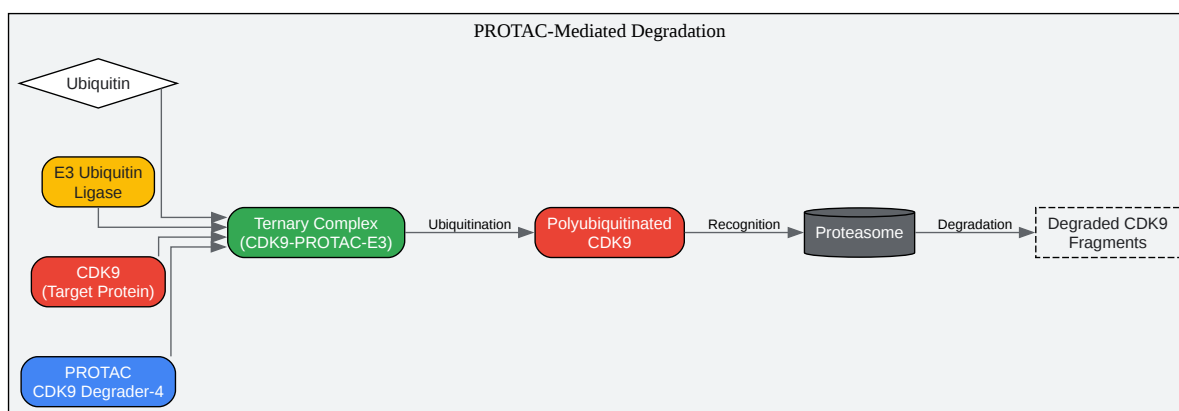 PROTAC-Mediated Degradation
Ubiquitin
E3 Ubiquitin
Ligase
CDK9
(Target Protein)
PROTAC
CDK9 Degrader-4
Ternary Complex
(CDK9-PROTAC-E3)
Ubiquitination
Polyubiquitinated
CDK9
Recognition
Proteasome
Degradation
Degraded CDK9
Fragments